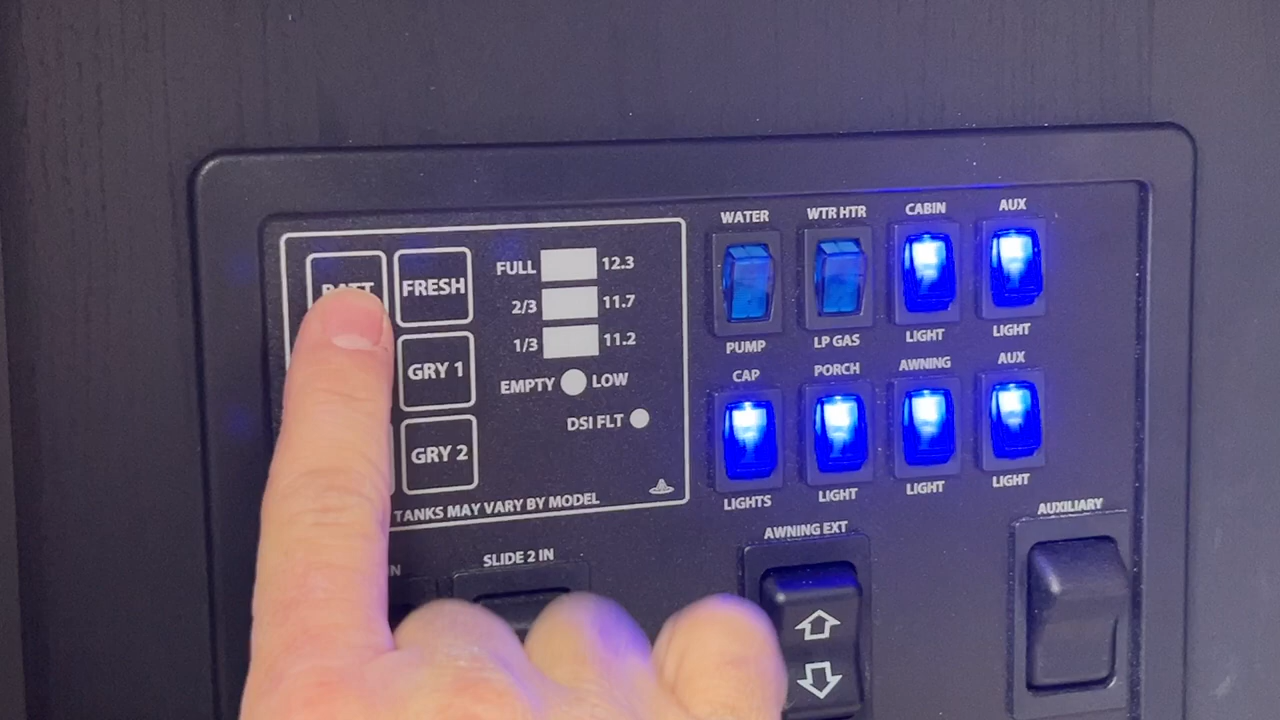 BATT
FRESH
GRY 1
GRY 2
FULL 12.3
2/3 11.7
1/3 11.2
EMPTY LOW
DSI FLT
TANKS MAY VARY BY MODEL
WATER
PUMP
WTR HTR
LP GAS
CABIN
LIGHT
AUX
LIGHT
CAP
LIGHTS
PORCH
LIGHT
AWNING
LIGHT
AUX
LIGHT
SLIDE 2 IN
AWNING EXT
AUXILIARY